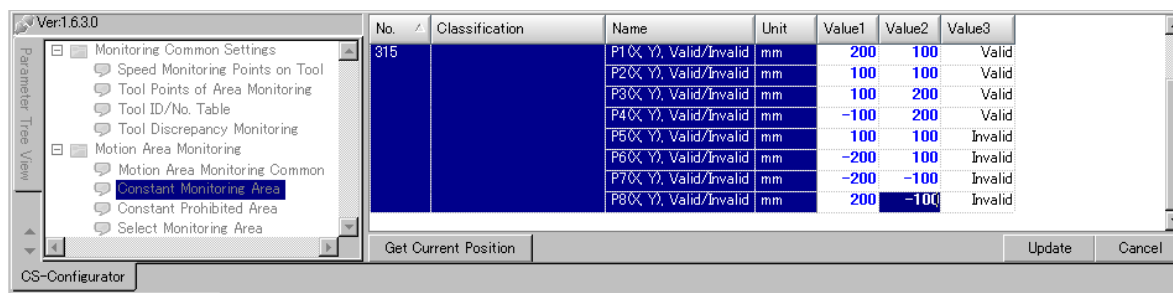 Ver:1.6.3.0
Parameter Tree View
Monitoring Common Settings
Speed Monitoring Points on Tool
Tool Points of Area Monitoring
Tool ID/No. Table
Tool Discrepancy Monitoring
Motion Area Monitoring
Motion Area Monitoring Common
Constant Monitoring Area
Constant Prohibited Area
Select Monitoring Area
No. Classification Name Unit Value1 Value2 Value3
315 P1(X, Y), Valid/Invalid mm 200 100 Valid
P2(X, Y), Valid/Invalid mm 100 100 Valid
P3(X, Y), Valid/Invalid mm 100 200 Valid
P4(X, Y), Valid/Invalid mm -100 200 Valid
P5(X, Y), Valid/Invalid mm 100 100 Invalid
P6(X, Y), Valid/Invalid mm -200 100 Invalid
P7(X, Y), Valid/Invalid mm -200 -100 Invalid
P8(X, Y), Valid/Invalid mm 200 -100 Invalid
Get Current Position Update Cancel
CS-Configurator